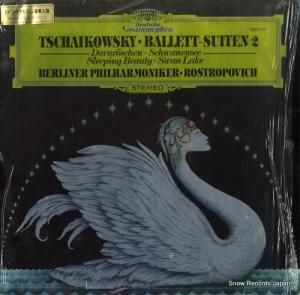 Deutsche
Grammophon
TSCHAIKOWSKY · BALLETT-SUITEN 2
Dornröschen · Schwanensee
Sleeping Beauty · Swan Lake
BERLINER PHILHARMONIKER · ROSTROPOVICH
STEREO
Snow Records Japan